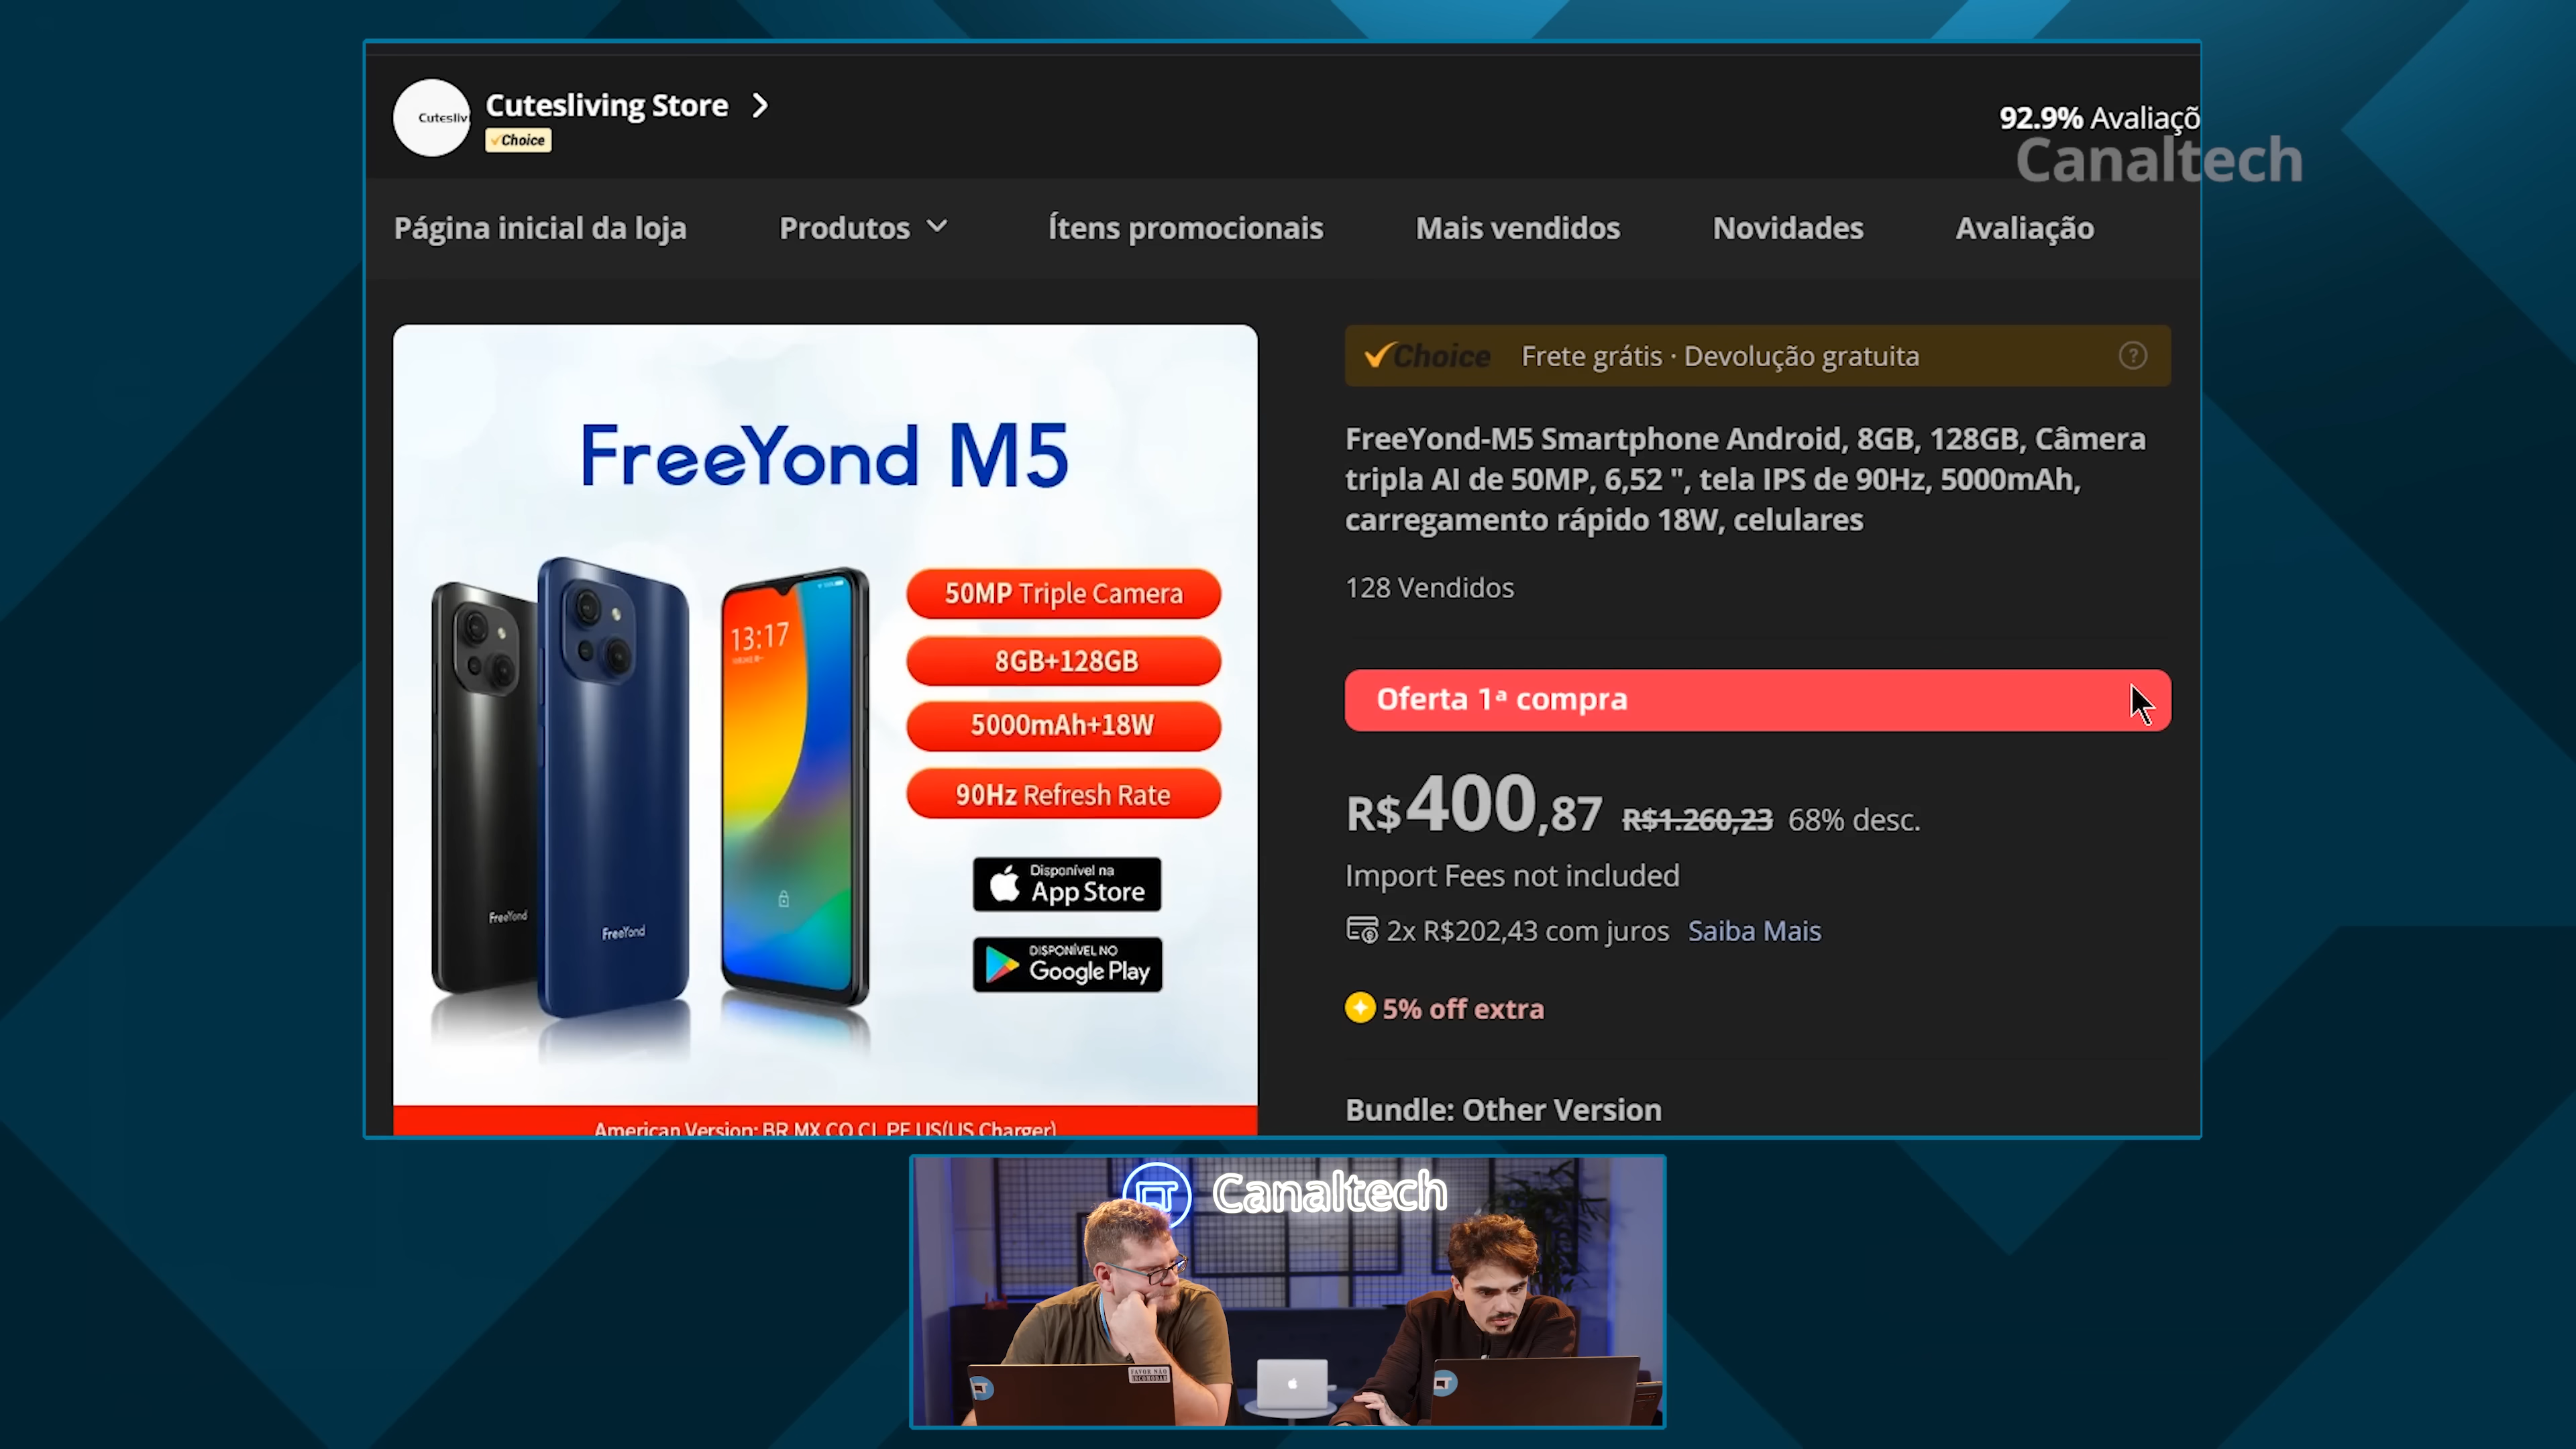 Cutesliv
Cutesliving Store
Choice
92.9% Avaliaçõ
Canaltech
Página inicial da loja
Produtos
Ítens promocionais
Mais vendidos
Novidades
Avaliação
FreeYond M5
50MP Triple Camera
8GB+128GB
5000mAh+18W
90Hz Refresh Rate
13:17
FreeYond
FreeYond
Disponível na
App Store
DISPONÍVEL NO
Google Play
American Version: BR MX CO CL PE US(US Charger)
Choice Frete grátis · Devolução gratuita
FreeYond-M5 Smartphone Android, 8GB, 128GB, Câmera
tripla AI de 50MP, 6,52 ", tela IPS de 90Hz, 5000mAh,
carregamento rápido 18W, celulares
128 Vendidos
Oferta 1ª compra
R$400,87 R$1.260,23 68% desc.
Import Fees not included
2x R$202,43 com juros Saiba Mais
5% off extra
Bundle: Other Version
Canaltech
FAVOR NÃO
INCOMODAR